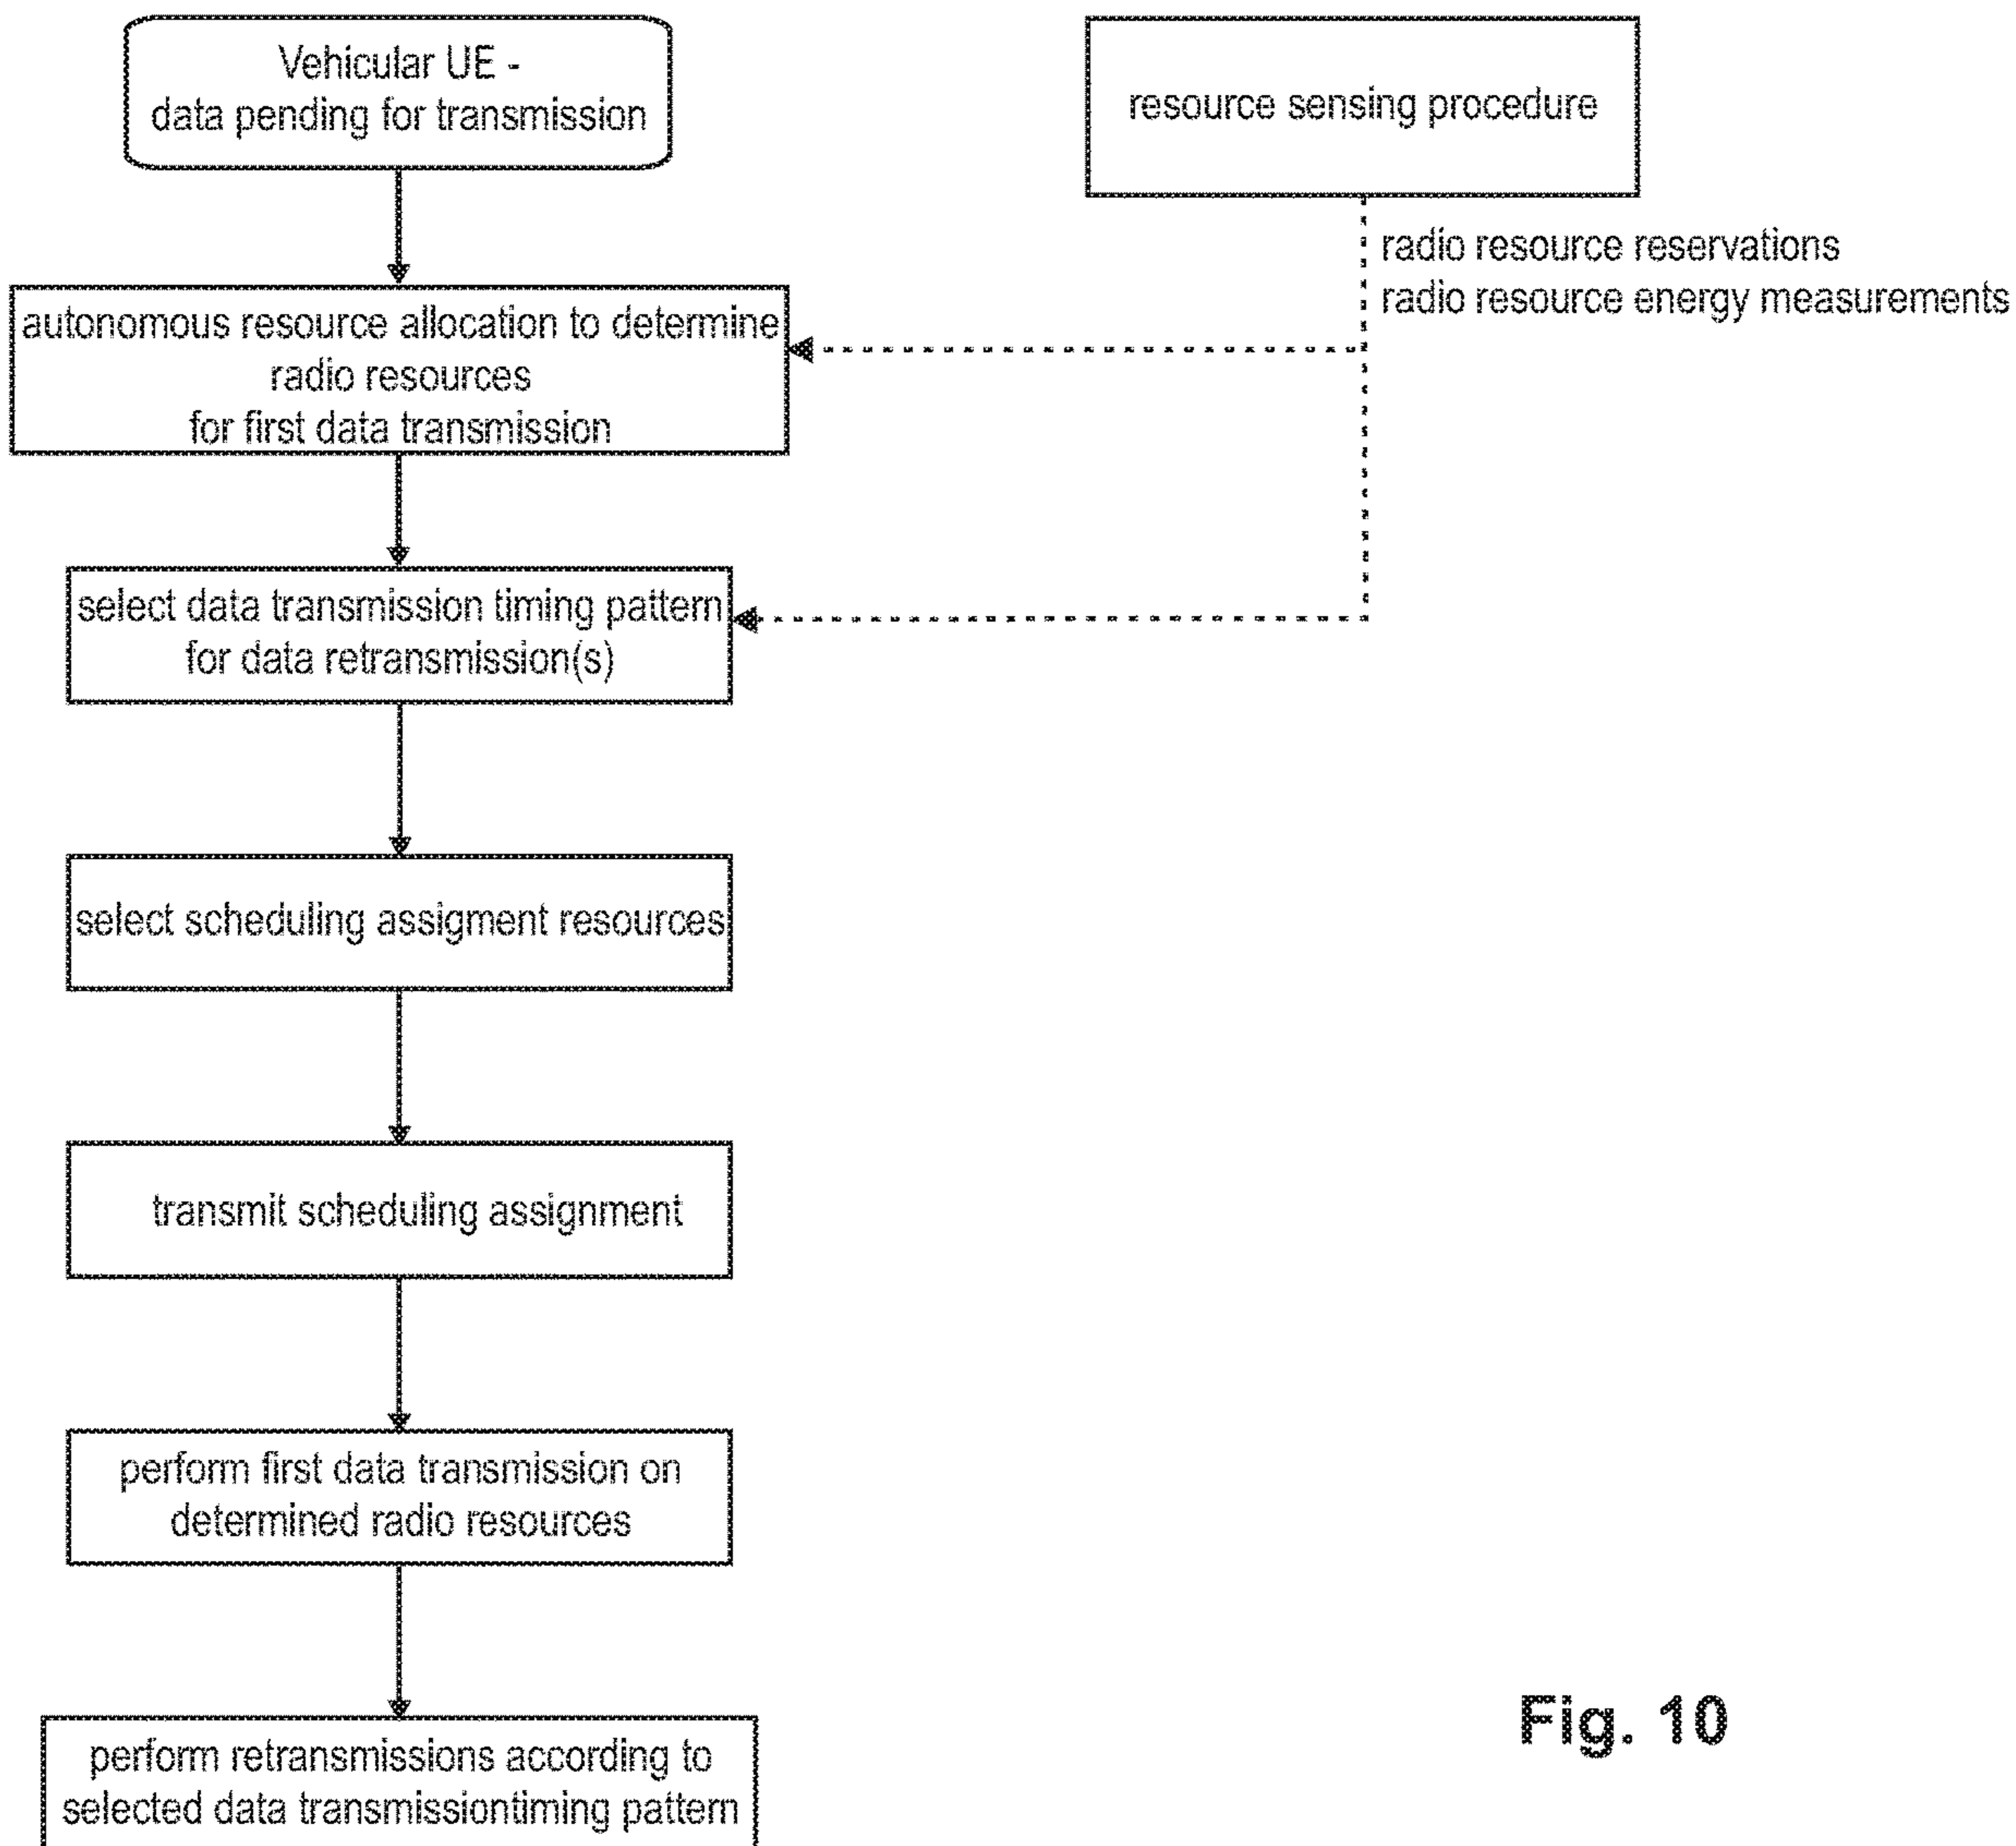 Vehicular UE -
data pending for transmission
resource sensing procedure
radio resource reservations
radio resource energy measurements
autonomous resource allocation to determine
radio resources
for first data transmission
select data transmission timing pattern
for data retransmission(s)
select scheduling assigment resources
transmit scheduling assignment
perform first data transmission on
determined radio resources
perform retransmissions according to
selected data transmissiontiming pattern
Fig. 10